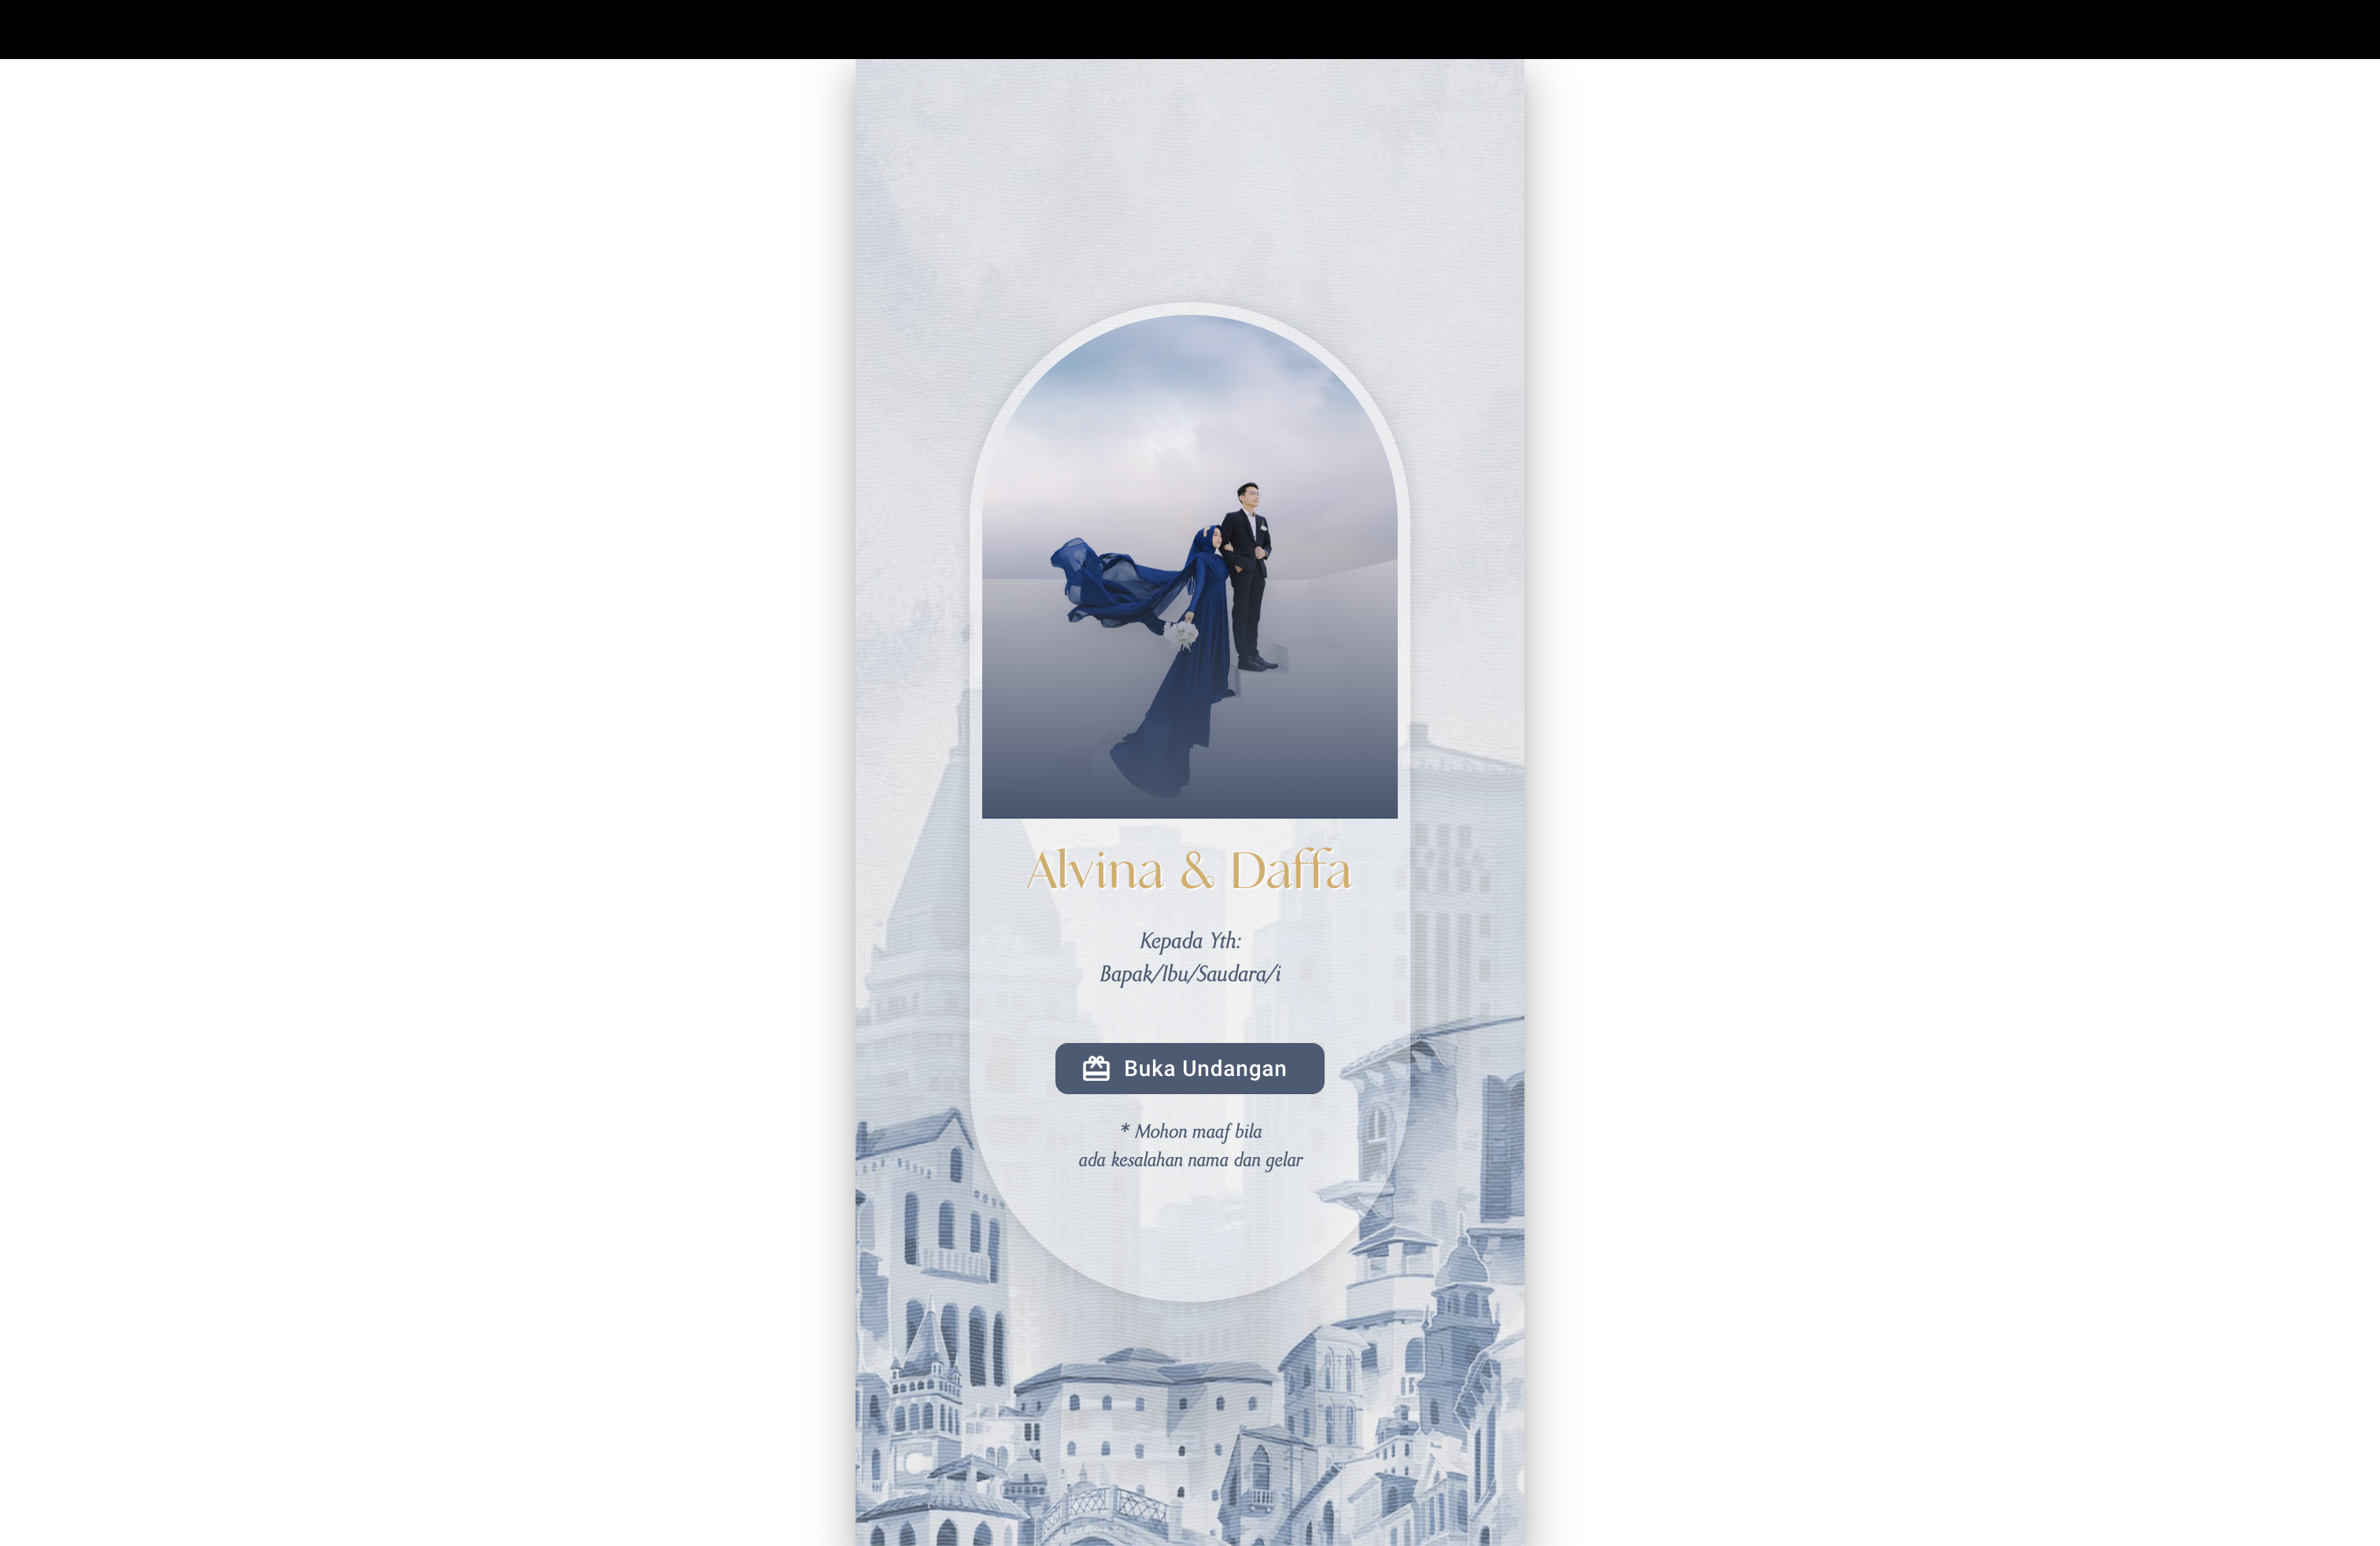 Alvina & Daffa
Kepada Yth:
Bapak/Ibu/Saudara/i
Buka Undangan
* Mohon maaf bila
ada kesalahan nama dan gelar